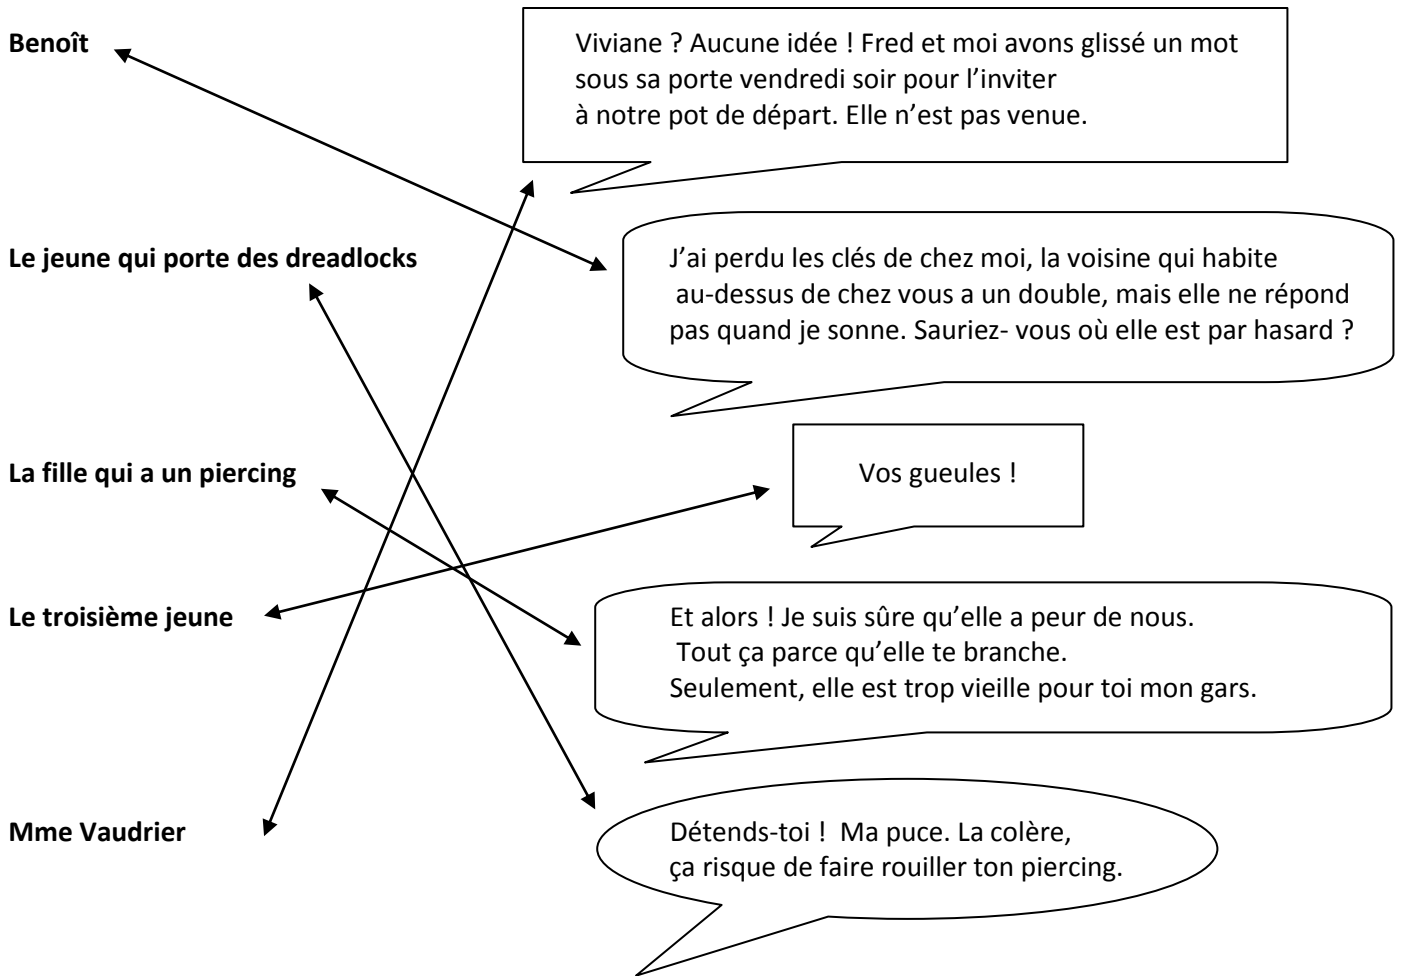 Benoît
Viviane ? Aucune idée ! Fred et moi avons glissé un mot
sous sa porte vendredi soir pour l’inviter
à notre pot de départ. Elle n’est pas venue.
Le jeune qui porte des dreadlocks
J’ai perdu les clés de chez moi, la voisine qui habite
au-dessus de chez vous a un double, mais elle ne répond
pas quand je sonne. Sauriez- vous où elle est par hasard ?
La fille qui a un piercing
Vos gueules !
Le troisième jeune
Et alors ! Je suis sûre qu’elle a peur de nous.
Tout ça parce qu’elle te branche.
Seulement, elle est trop vieille pour toi mon gars.
Mme Vaudrier
Détends-toi ! Ma puce. La colère,
ça risque de faire rouiller ton piercing.